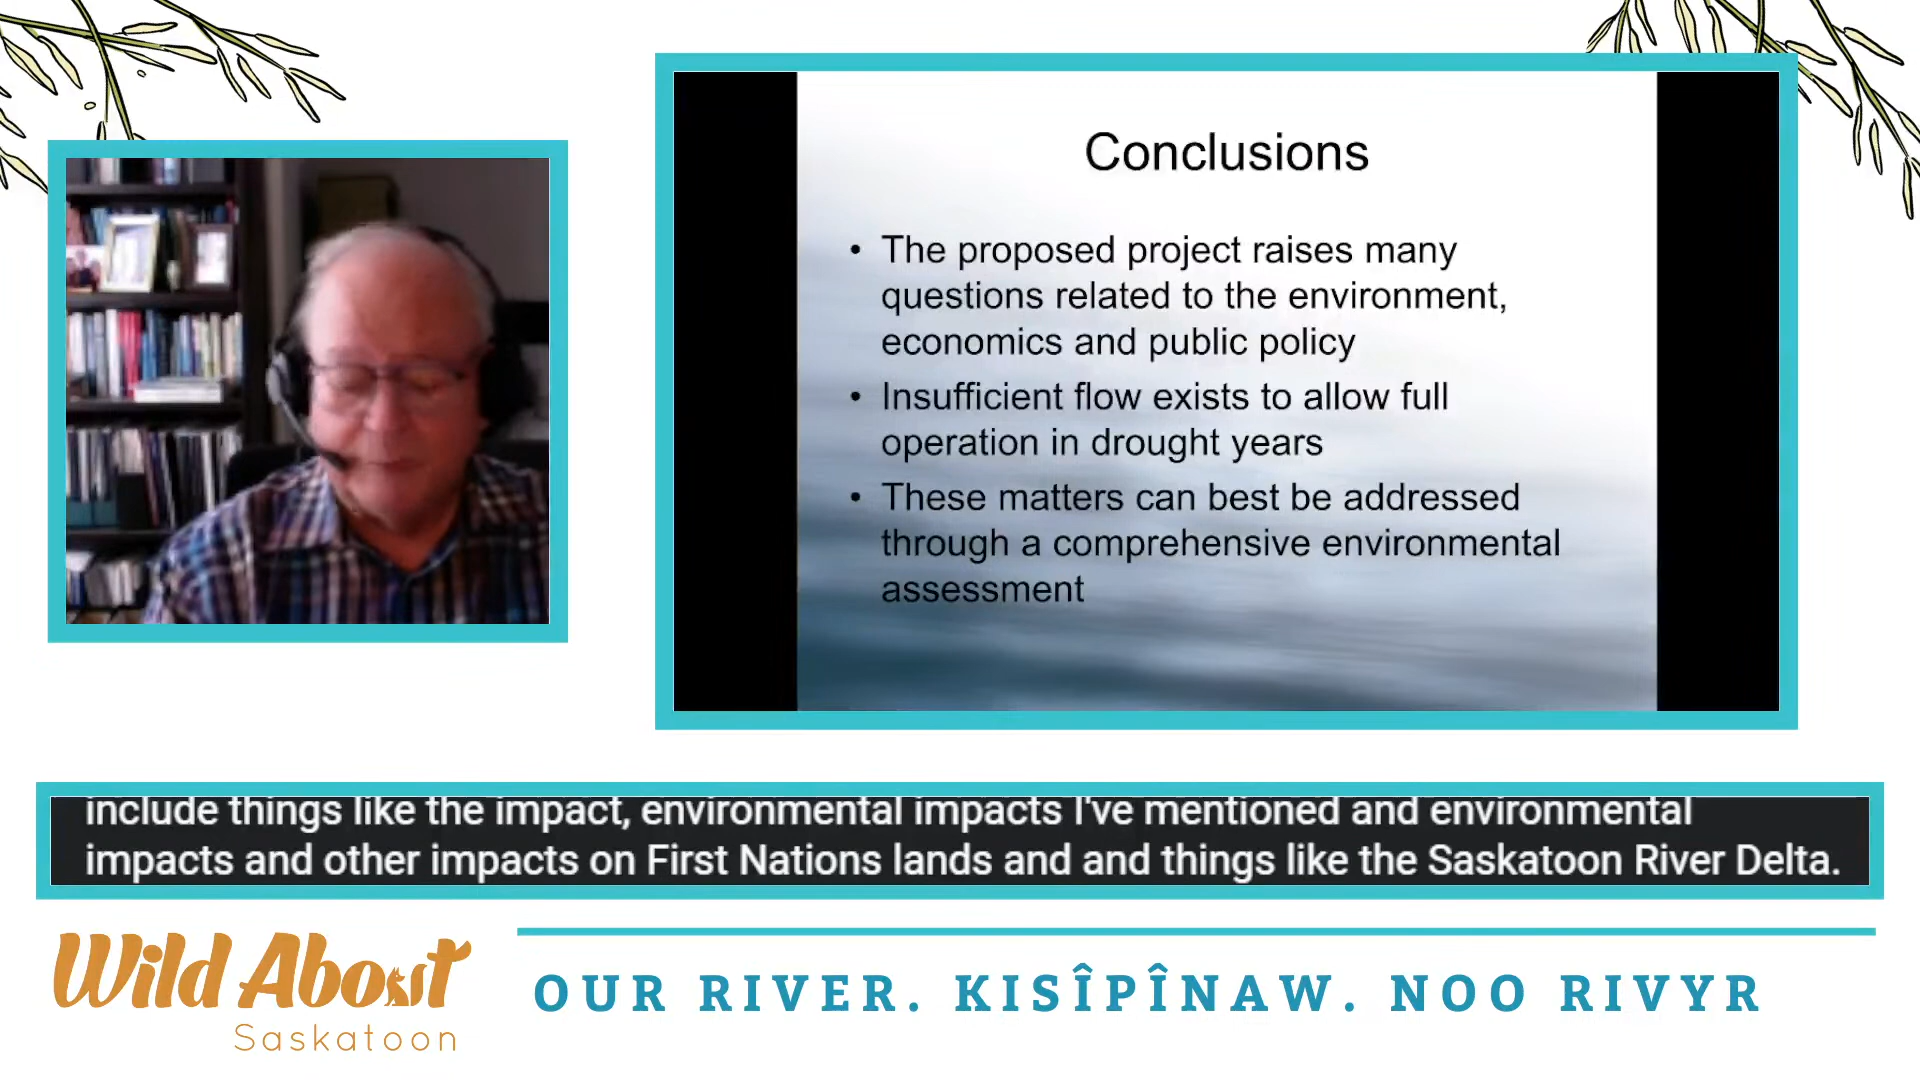 Conclusions
• The proposed project raises many
questions related to the environment,
economics and public policy
• Insufficient flow exists to allow full
operation in drought years
• These matters can best be addressed
through a comprehensive environmental
assessment
include things like the impact, environmental impacts I've mentioned and environmental
impacts and other impacts on First Nations lands and and things like the Saskatoon River Delta.
Wild About
Saskatoon
OUR RIVER. KISÎPÎNAW. NOO RIVYR